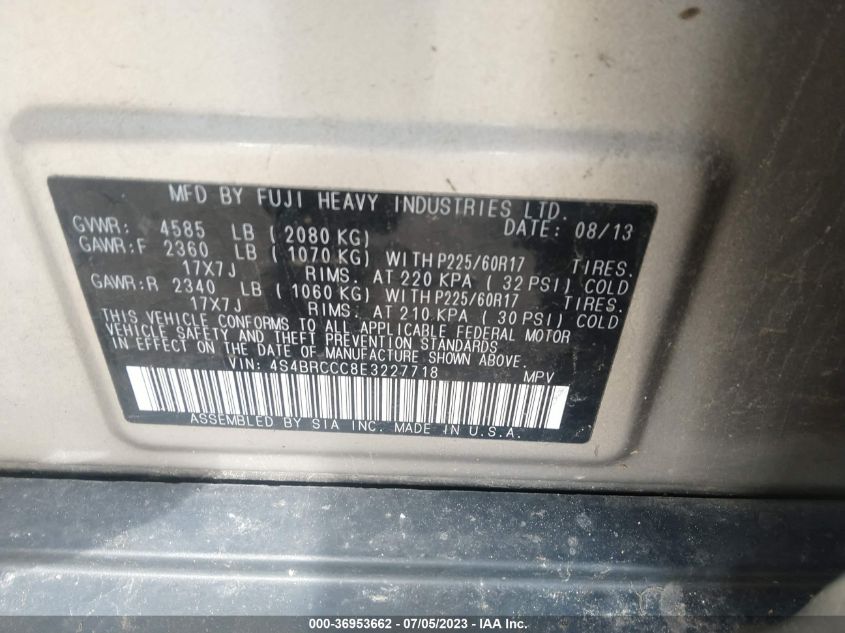 MFD BY FUJI HEAVY INDUSTRIES LTD.
GVWR: 4585 LB ( 2080 KG) DATE: 08/13
GAWR:F 2360 LB ( 1070 KG) WITH P225/60R17 TIRES.
17X7J RIMS. AT 220 KPA ( 32 PSI) COLD
GAWR:R 2340 LB ( 1060 KG) WITH P225/60R17 TIRES.
17X7J RIMS. AT 210 KPA ( 30 PSI) COLD
THIS VEHICLE CONFORMS TO ALL APPLICABLE FEDERAL MOTOR
VEHICLE SAFETY AND THEFT PREVENTION STANDARDS
IN EFFECT ON THE DATE OF MANUFACTURE SHOWN ABOVE.
VIN: 4S4BRCCC8E3227718 MPV
ASSEMBLED BY SIA INC. MADE IN U.S.A.
000-36953662 - 07/05/2023 - IAA Inc.